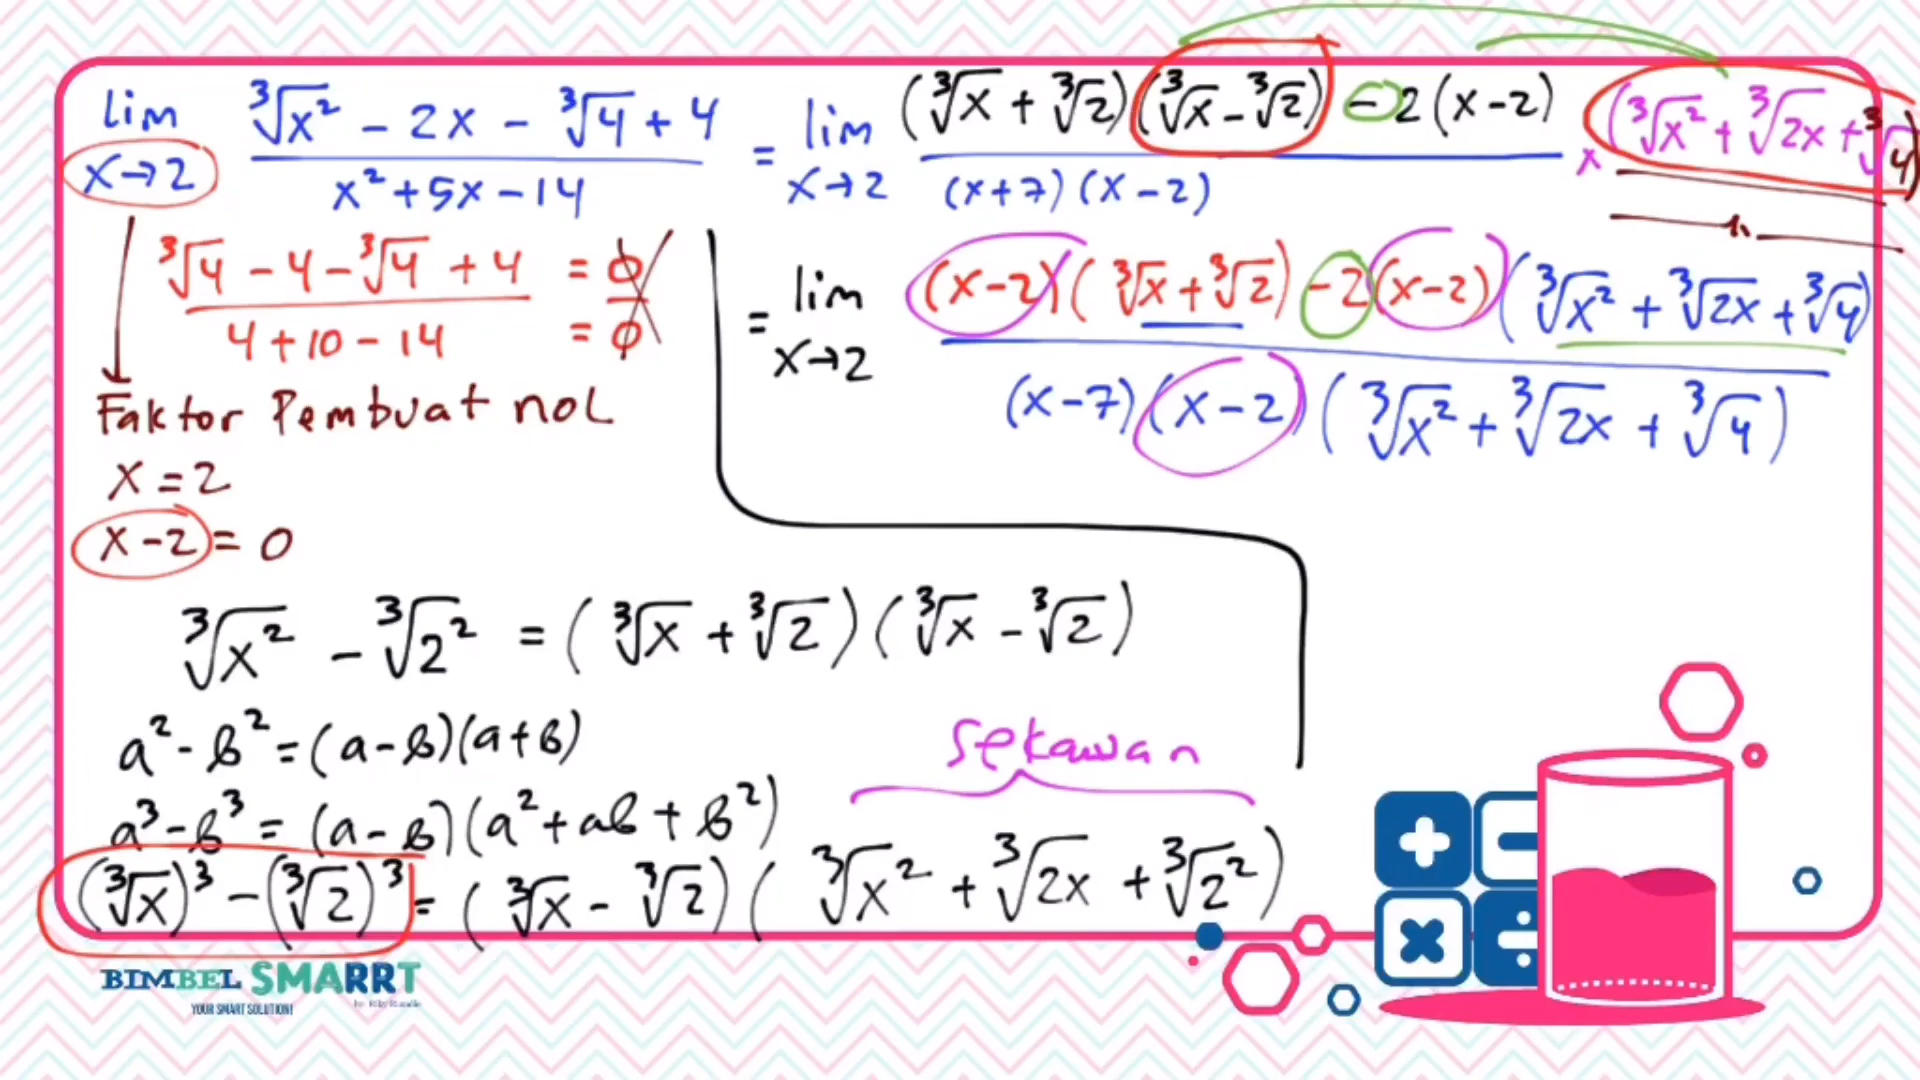 lim x→2 (∛x² - 2x - ∛4 + 4) / (x² + 5x - 14) = lim x→2 ((∛x + ∛2)(∛x - ∛2) - 2(x-2)) / ((x+7)(x-2)) x (∛x² + ∛2x + ∛4)
(∛4 - 4 - ∛4 + 4) / (4 + 10 - 14) = 0 / = 0
= lim x→2 ((x-2)(∛x + ∛2) - 2(x-2)(∛x² + ∛2x + ∛4)) / ((x-7)(x-2)(∛x² + ∛2x + ∛4))
Faktor Pembuat nol
x = 2
x - 2 = 0
∛x² - ∛2² = (∛x + ∛2)(∛x - ∛2)
a² - b² = (a-b)(a+b)
Sekawan
a³ - b³ = (a-b)(a² + ab + b²)
(∛x)³ - (∛2)³ = (∛x - ∛2)(∛x² + ∛2x + ∛2²)
BIMBEL SMARRT
YOUR SMART SOLUTION!